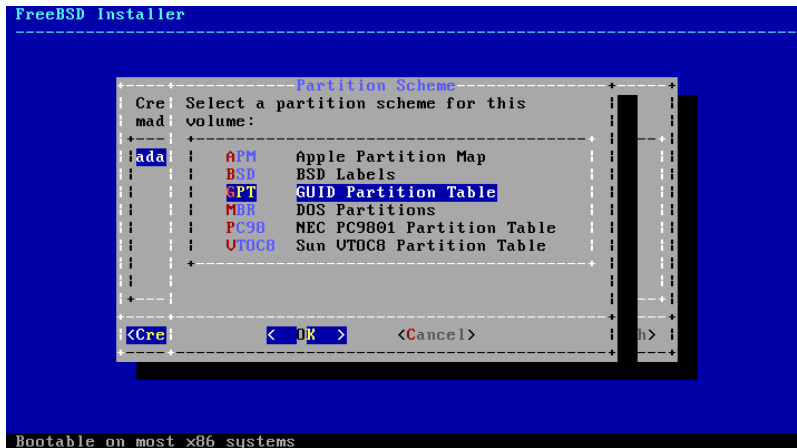 FreeBSD Installer
Partition Scheme
Cre Select a partition scheme for this
mad volume:
ada APM Apple Partition Map
BSD BSD Labels
GPT GUID Partition Table
MBR DOS Partitions
PC98 NEC PC9801 Partition Table
VTOC8 Sun VTOC8 Partition Table
<Cre < OK > <Cancel> h>
Bootable on most x86 systems